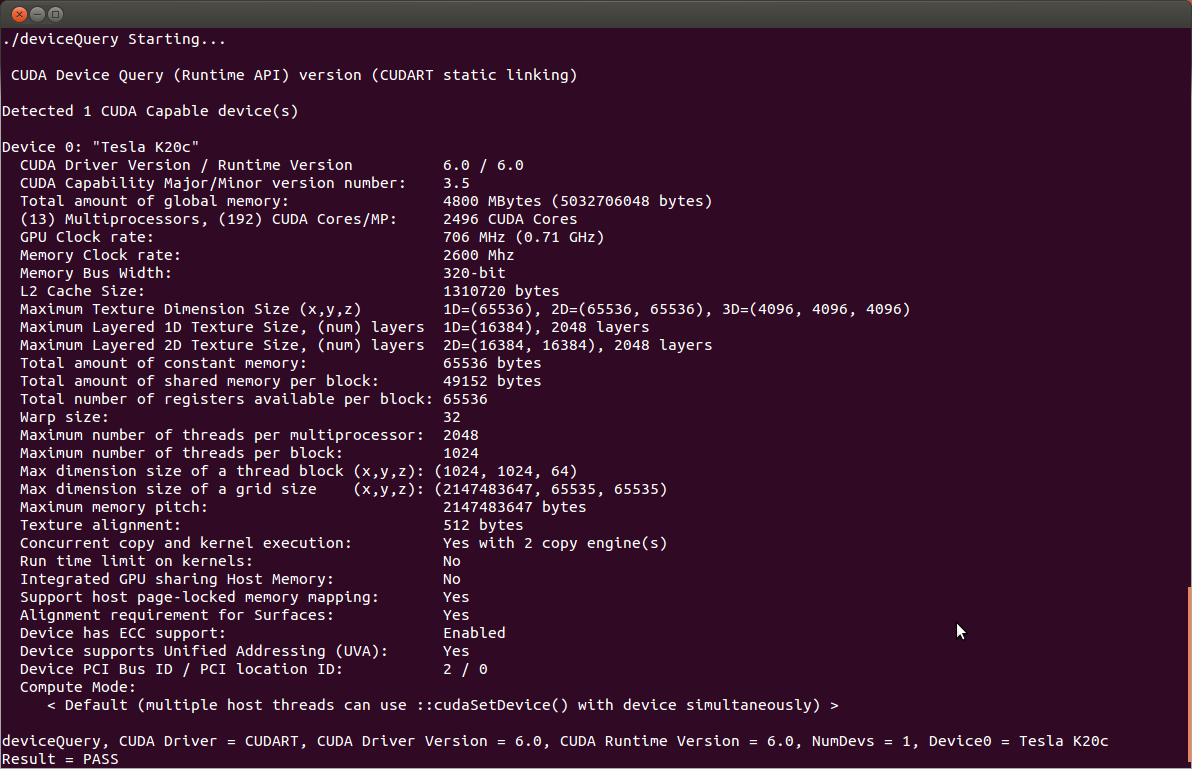 ./deviceQuery Starting...
CUDA Device Query (Runtime API) version (CUDART static linking)
Detected 1 CUDA Capable device(s)
Device 0: "Tesla K20c"
CUDA Driver Version / Runtime Version 6.0 / 6.0
CUDA Capability Major/Minor version number: 3.5
Total amount of global memory: 4800 MBytes (5032706048 bytes)
(13) Multiprocessors, (192) CUDA Cores/MP: 2496 CUDA Cores
GPU Clock rate: 706 MHz (0.71 GHz)
Memory Clock rate: 2600 Mhz
Memory Bus Width: 320-bit
L2 Cache Size: 1310720 bytes
Maximum Texture Dimension Size (x,y,z) 1D=(65536), 2D=(65536, 65536), 3D=(4096, 4096, 4096)
Maximum Layered 1D Texture Size, (num) layers 1D=(16384), 2048 layers
Maximum Layered 2D Texture Size, (num) layers 2D=(16384, 16384), 2048 layers
Total amount of constant memory: 65536 bytes
Total amount of shared memory per block: 49152 bytes
Total number of registers available per block: 65536
Warp size: 32
Maximum number of threads per multiprocessor: 2048
Maximum number of threads per block: 1024
Max dimension size of a thread block (x,y,z): (1024, 1024, 64)
Max dimension size of a grid size (x,y,z): (2147483647, 65535, 65535)
Maximum memory pitch: 2147483647 bytes
Texture alignment: 512 bytes
Concurrent copy and kernel execution: Yes with 2 copy engine(s)
Run time limit on kernels: No
Integrated GPU sharing Host Memory: No
Support host page-locked memory mapping: Yes
Alignment requirement for Surfaces: Yes
Device has ECC support: Enabled
Device supports Unified Addressing (UVA): Yes
Device PCI Bus ID / PCI location ID: 2 / 0
Compute Mode:
< Default (multiple host threads can use ::cudaSetDevice() with device simultaneously) >
deviceQuery, CUDA Driver = CUDART, CUDA Driver Version = 6.0, CUDA Runtime Version = 6.0, NumDevs = 1, Device0 = Tesla K20c
Result = PASS